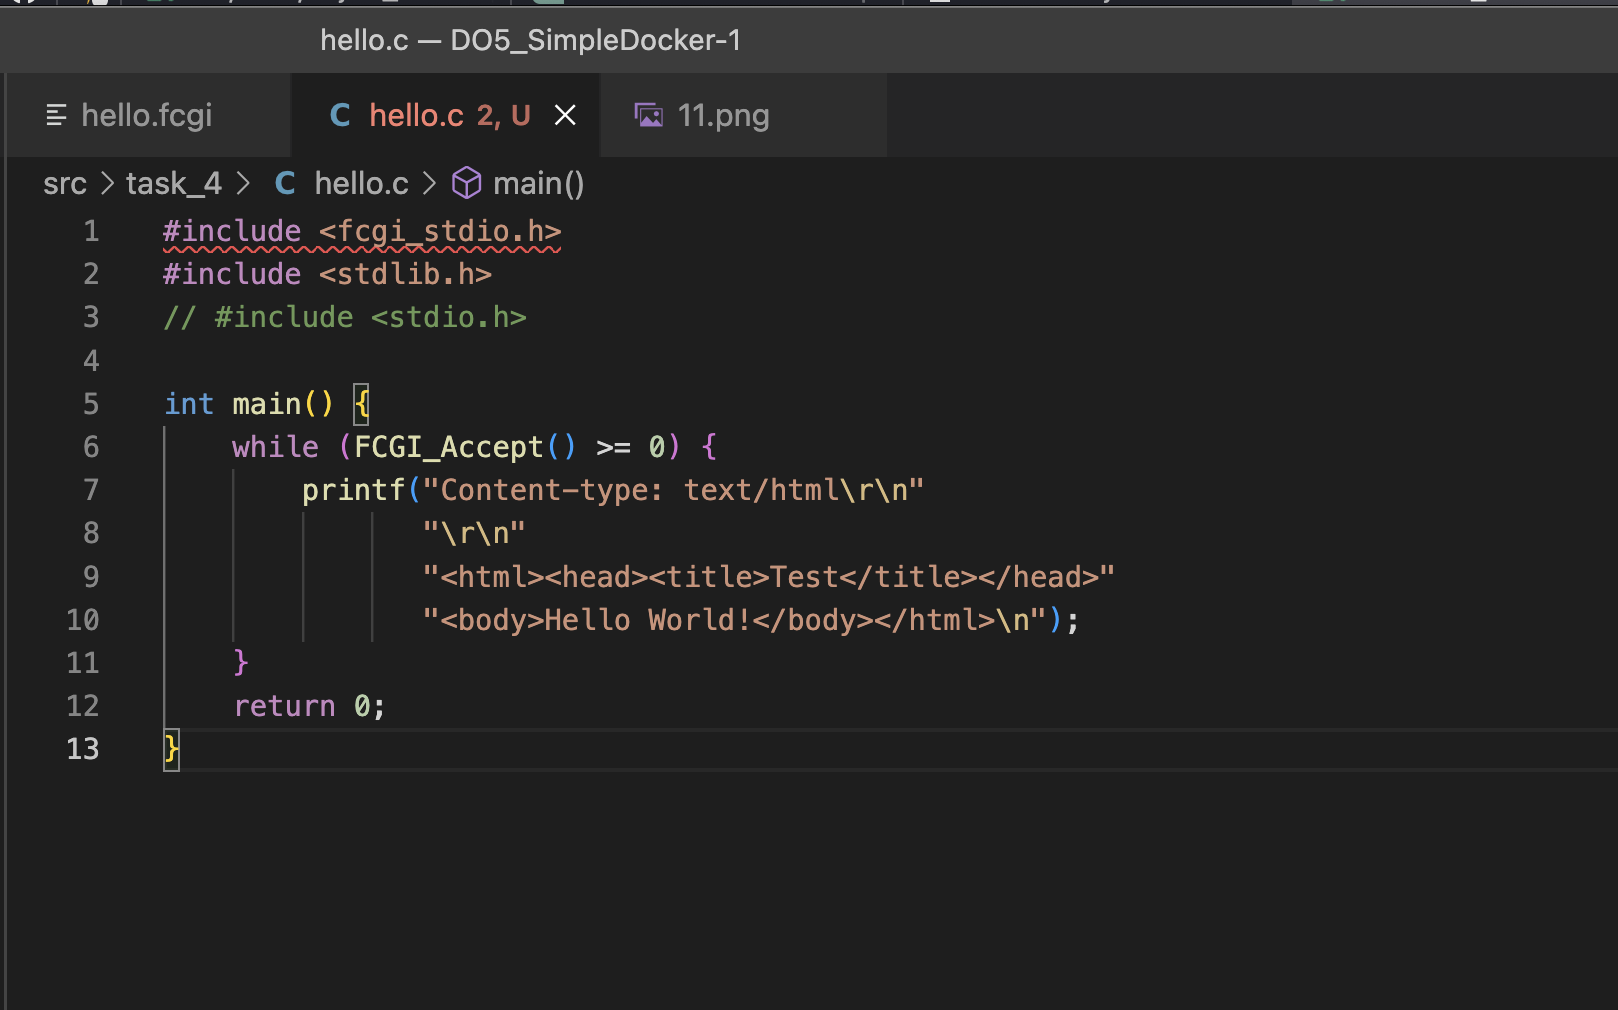 hello.c — DO5_SimpleDocker-1
hello.fcgi
hello.c 2, U
11.png
src > task_4 > C hello.c > main()
1 #include <fcgi_stdio.h>
2 #include <stdlib.h>
3 // #include <stdio.h>
4
5 int main() {
6 while (FCGI_Accept() >= 0) {
7 printf("Content-type: text/html\r\n"
8 "\r\n"
9 "<html><head><title>Test</title></head>"
10 "<body>Hello World!</body></html>\n");
11 }
12 return 0;
13 }